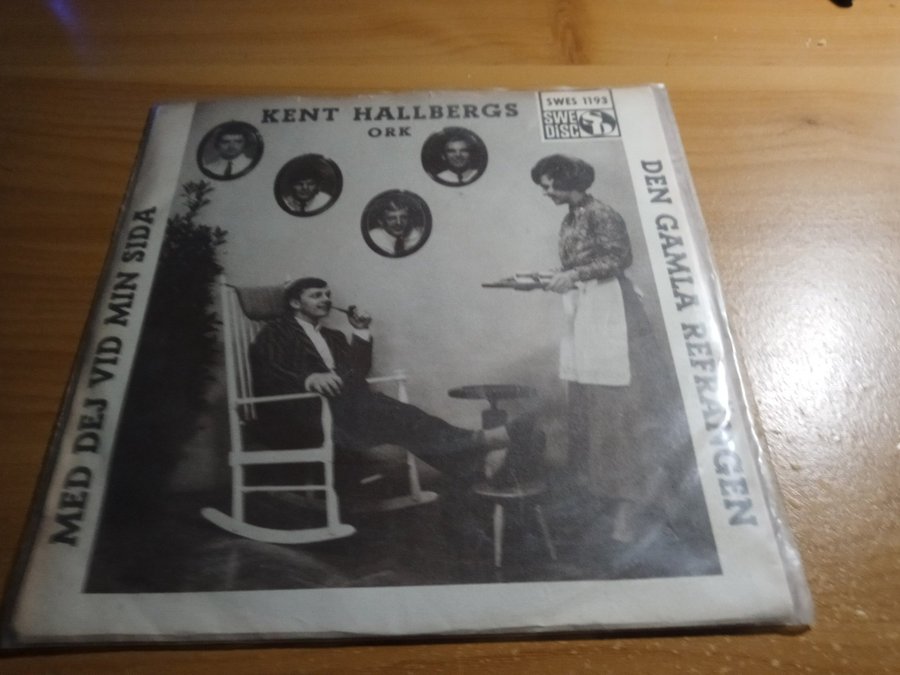 KENT HALLBERGS
ORK
SWES 1193
SWE
DISC
MED DEJ VID MIN SIDA
DEN GAMLA REFRÄNGEN